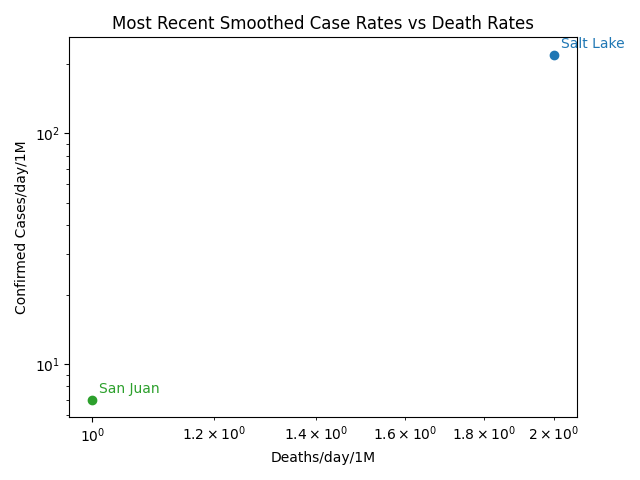 Most Recent Smoothed Case Rates vs Death Rates
Salt Lake
10²
Confirmed Cases/day/1M
10¹
San Juan
10⁰
1.2 × 10⁰
1.4 × 10⁰
1.6 × 10⁰
1.8 × 10⁰
2 × 10⁰
Deaths/day/1M